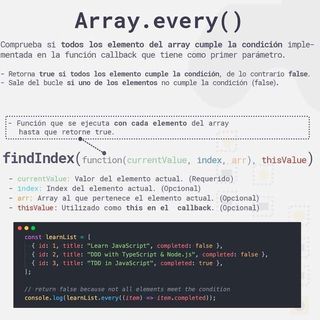 Array.every()
Comprueba si todos los elemento del array cumple la condición imple-
mentada en la función callback que tiene como primer parámetro.
- Retorna true si todos los elemento cumple la condición, de lo contrario false.
- Sale del bucle si uno de los elementos no cumple la condición (false).
- Función que se ejecuta con cada elemento del array
hasta que retorne true.
findIndex(function(currentValue, index, arr), thisValue)
- currentValue: Valor del elemento actual. (Requerido)
- index: Index del elemento actual. (Opcional)
- arr: Array al que pertenece el elemento actual. (Opcional)
- thisValue: Utilizado como this en el callback. (Opcional)
const learnList = [
{ id: 1, title: "Learn JavaScript", completed: false },
{ id: 2, title: "DDD with TypeScript & Node.js", completed: false },
{ id: 3, title: "TDD in JavaScript", completed: true },
];
// return false because not all elements meet the condition
console.log(learnList.every((item) => item.completed));